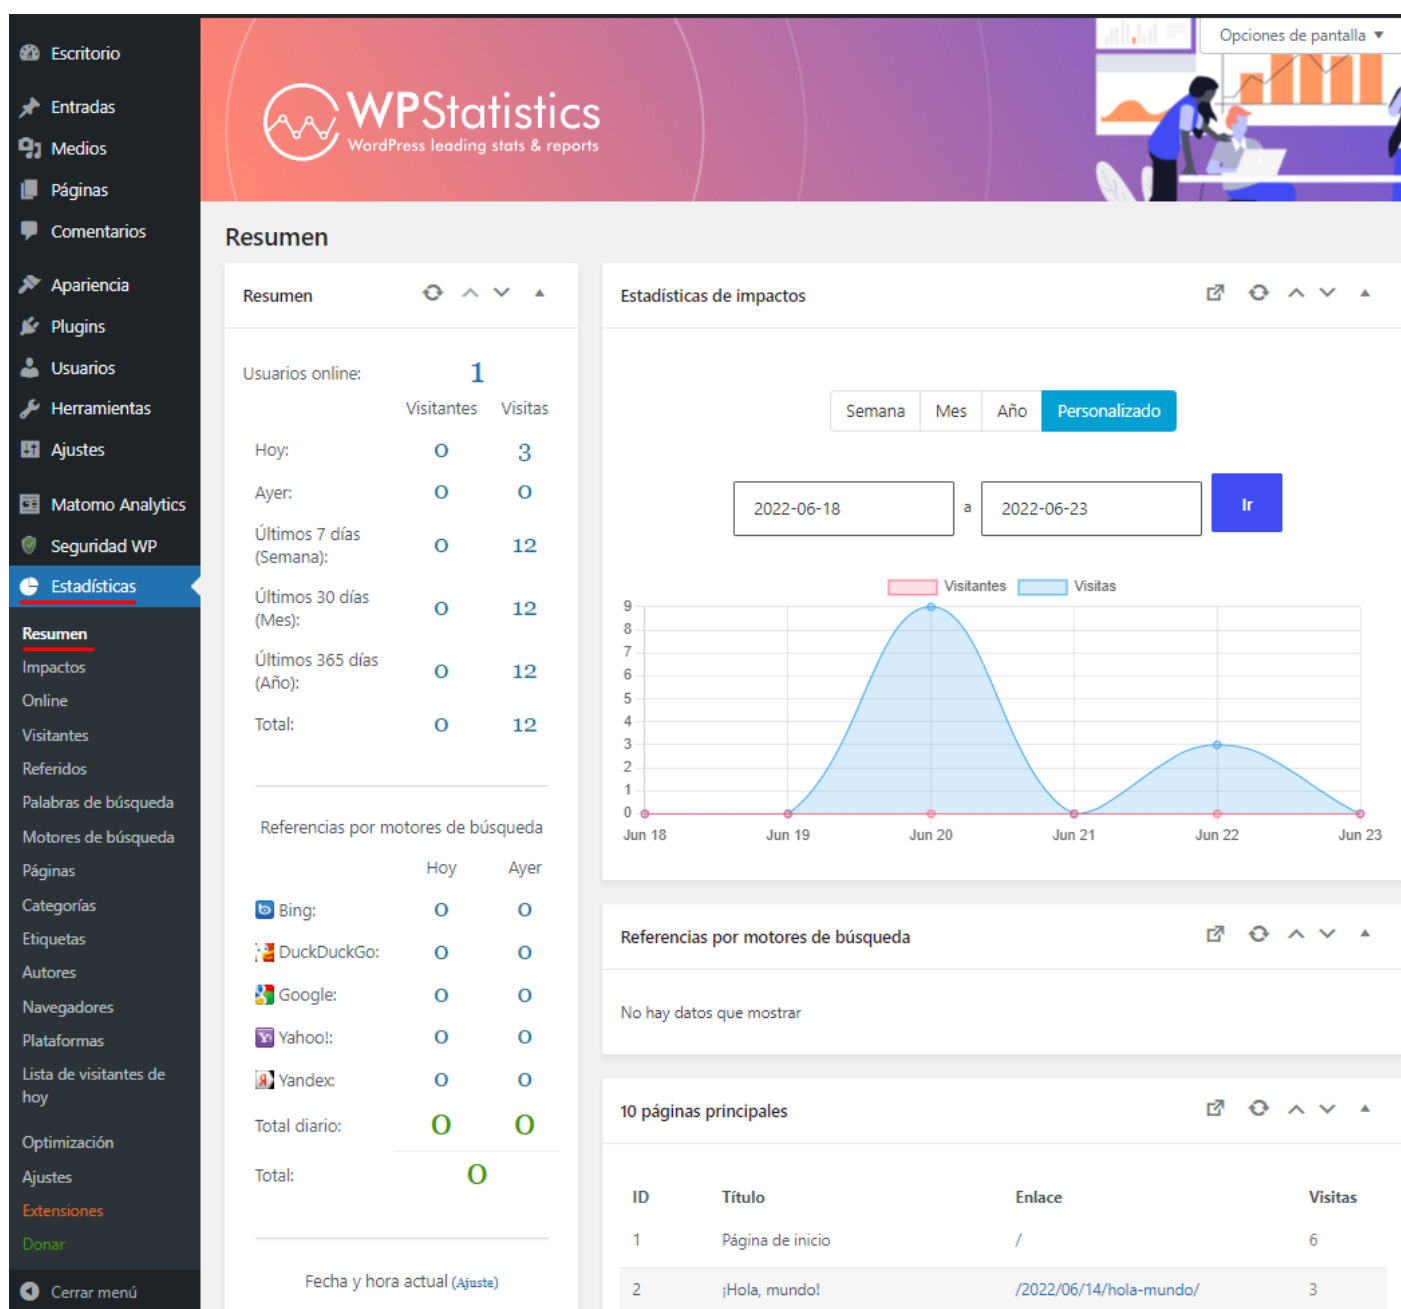 Escritorio
Entradas
Medios
Páginas
Comentarios
Apariencia
Plugins
Usuarios
Herramientas
Ajustes
Matomo Analytics
Seguridad WP
Estadísticas
Resumen
Impactos
Online
Visitantes
Referidos
Palabras de búsqueda
Motores de búsqueda
Páginas
Categorías
Etiquetas
Autores
Navegadores
Plataformas
Lista de visitantes de
hoy
Optimización
Ajustes
Extensiones
Donar
Cerrar menú
Opciones de pantalla
WPStatistics
WordPress leading stats & reports
Resumen
Resumen
Usuarios online: 1
Visitantes Visitas
Hoy: 0 3
Ayer: 0 0
Últimos 7 días
(Semana): 0 12
Últimos 30 días
(Mes): 0 12
Últimos 365 días
(Año): 0 12
Total: 0 12
Referencias por motores de búsqueda
Hoy Ayer
Bing: 0 0
DuckDuckGo: 0 0
Google: 0 0
Yahoo!: 0 0
Yandex: 0 0
Total diario: 0 0
Total: 0
Fecha y hora actual (Ajuste)
Estadísticas de impactos
Semana Mes Año Personalizado
2022-06-18 a 2022-06-23 Ir
Visitantes Visitas
9
8
7
6
5
4
3
2
1
0
Jun 18 Jun 19 Jun 20 Jun 21 Jun 22 Jun 23
Referencias por motores de búsqueda
No hay datos que mostrar
10 páginas principales
ID Título Enlace Visitas
1 Página de inicio / 6
2 ¡Hola, mundo! /2022/06/14/hola-mundo/ 3